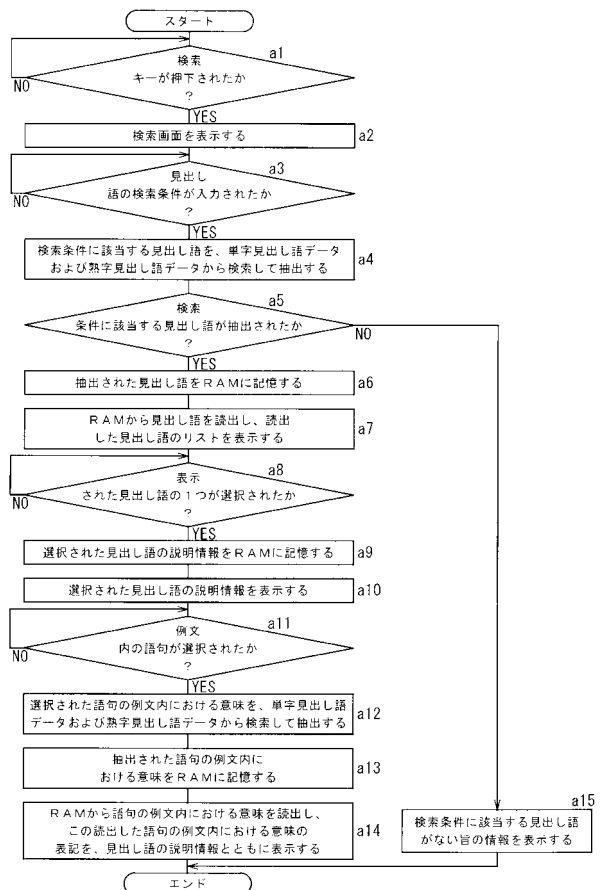 スタート
a1
検索
キーが押下されたか
?
NO
YES
検索画面を表示する
a2
a3
見出し
語の検索条件が入力されたか
?
NO
YES
検索条件に該当する見出し語を、単字見出し語データ
および熟字見出し語データから検索して抽出する
a4
a5
検索
条件に該当する見出し語が抽出されたか
?
NO
YES
抽出された見出し語をRAMに記憶する
a6
RAMから見出し語を読出し、読出
した見出し語のリストを表示する
a7
a8
表示
された見出し語の1つが選択されたか
?
NO
YES
選択された見出し語の説明情報をRAMに記憶する
a9
選択された見出し語の説明情報を表示する
a10
a11
例文
内の語句が選択されたか
?
NO
YES
選択された語句の例文内における意味を、単字見出し語
データおよび熟字見出し語データから検索して抽出する
a12
抽出された語句の例文内に
おける意味をRAMに記憶する
a13
RAMから語句の例文内における意味を読出し、
この読出した語句の例文内における意味の
表記を、見出し語の説明情報とともに表示する
a14
a15
検索条件に該当する見出し語
がない旨の情報を表示する
エンド